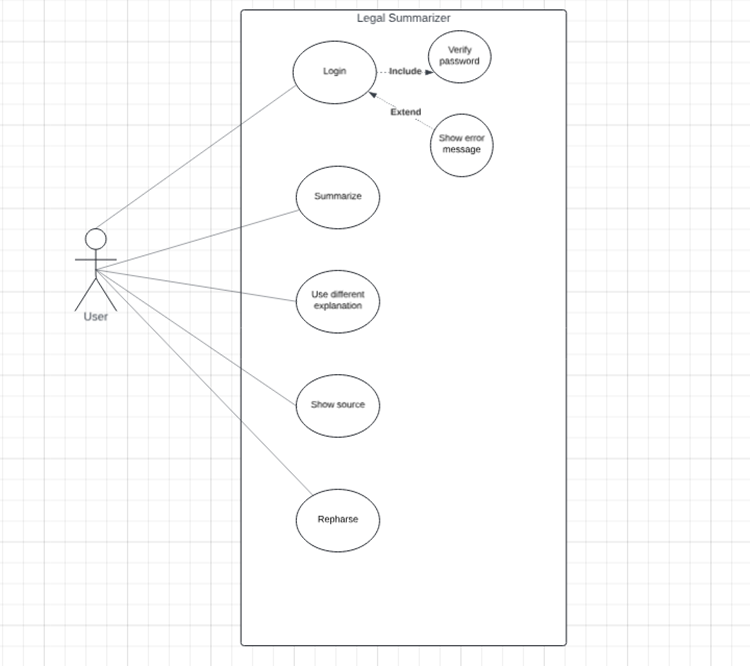 Legal Summarizer
Verify
password
Login
Include
Extend
Show error
message
Summarize
Use different
explanation
User
Show source
Repharse